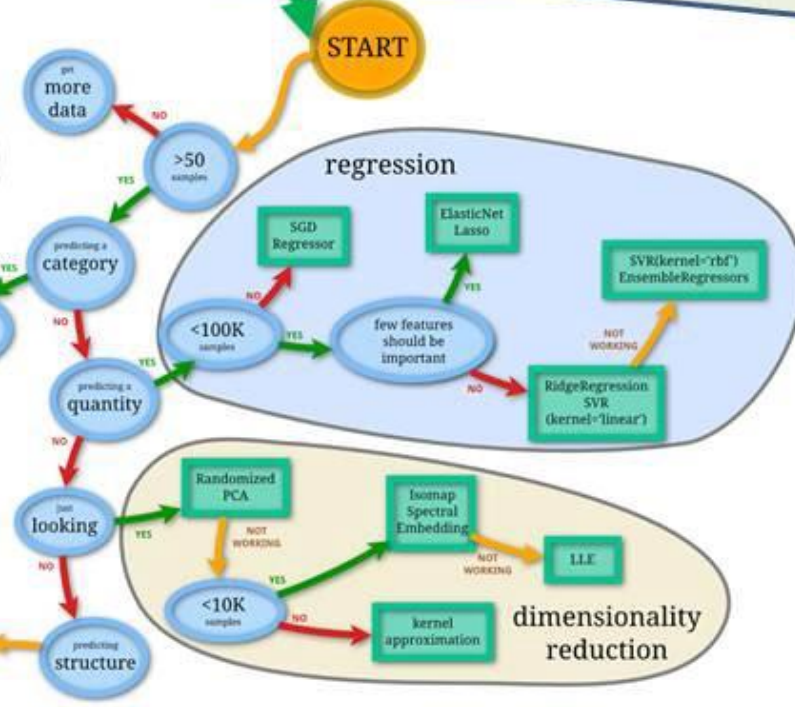 START
get
more
data
NO
>50
samples
YES
regression
predicting a
category
YES
NO
SGD
Regressor
ElasticNet
Lasso
SVR(kernel='rbf')
EnsembleRegressors
NO
YES
<100K
samples
YES
few features
should be
important
NOT
WORKING
YES
predicting a
quantity
NO
RidgeRegression
SVR
(kernel='linear')
NO
Randomized
PCA
just
looking
YES
NOT
WORKING
Isomap
Spectral
Embedding
NOT
WORKING
LLE
NO
YES
<10K
samples
NO
kernel
approximation
dimensionality
reduction
predicting
structure